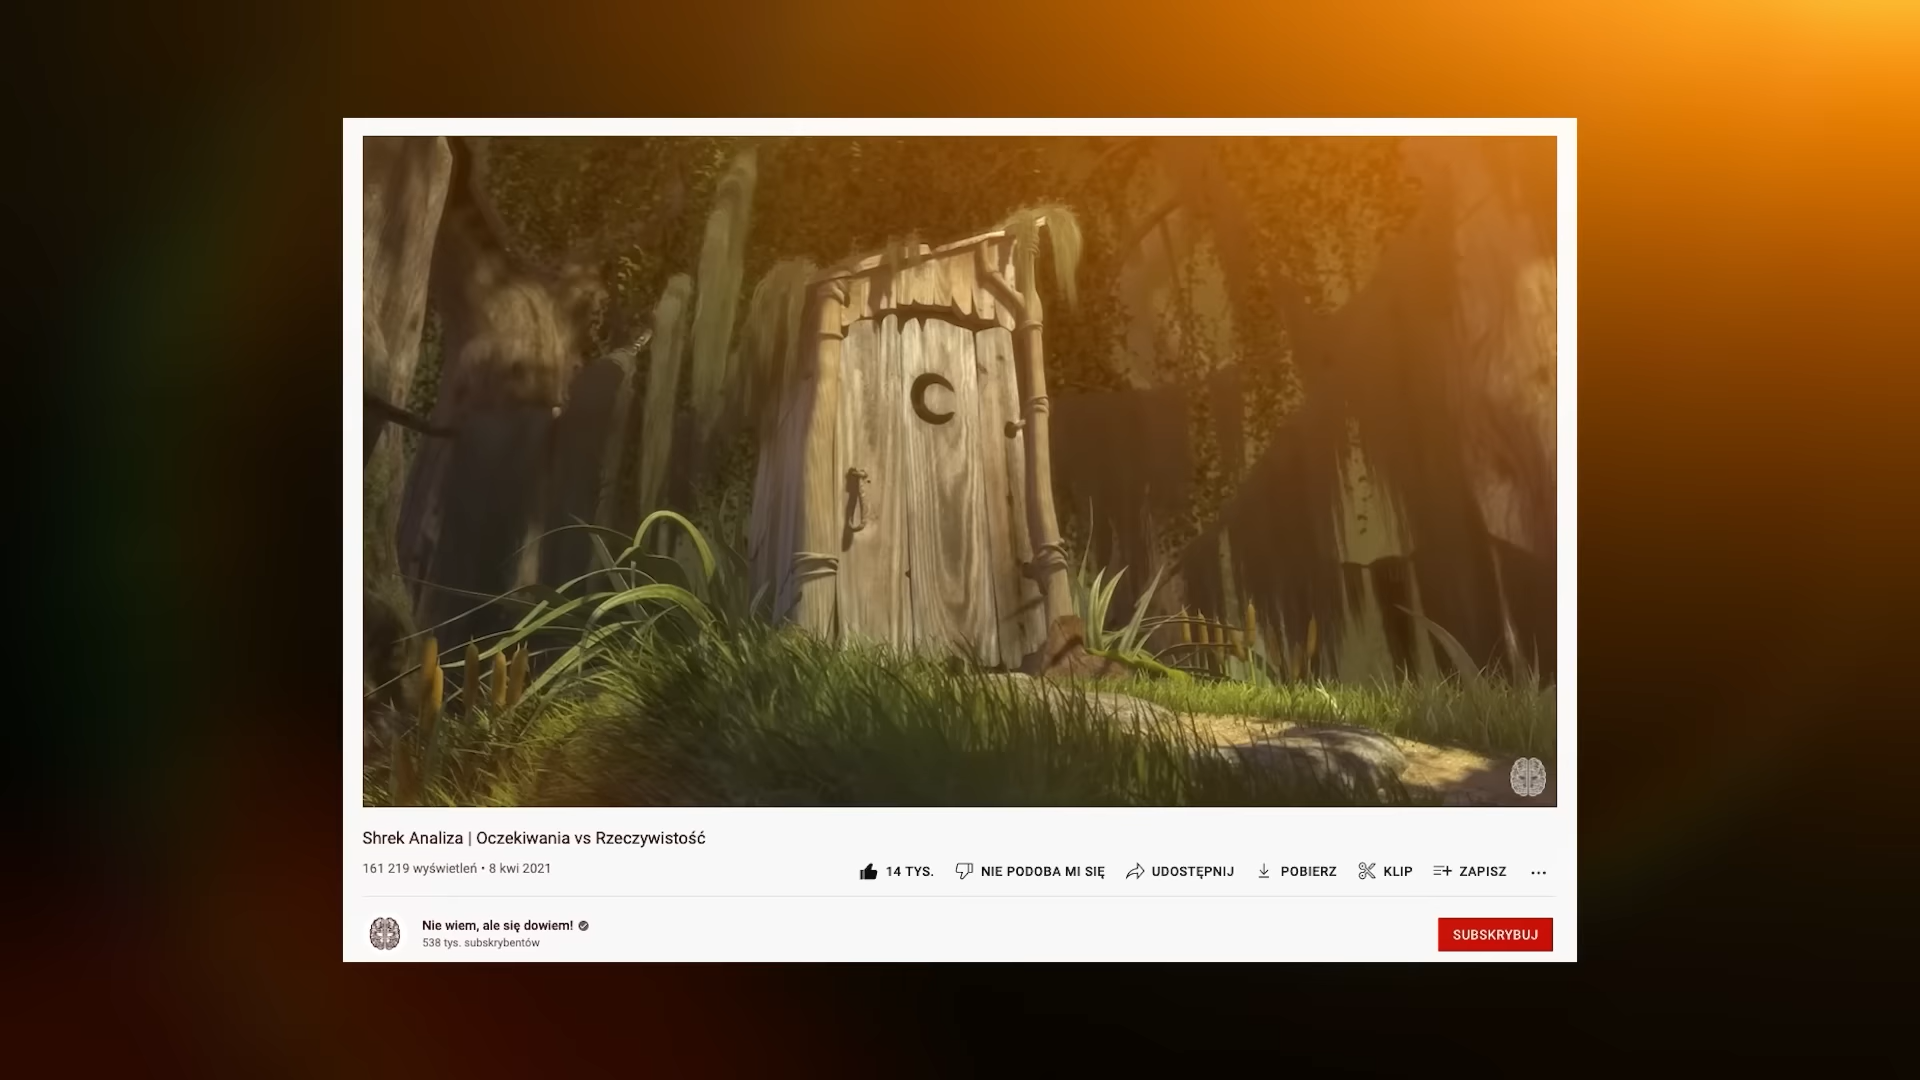 Shrek Analiza | Oczekiwania vs Rzeczywistość
161 219 wyświetleń • 8 kwi 2021
14 TYS. NIE PODOBA MI SIĘ UDOSTĘPNIJ POBIERZ KLIP ZAPISZ ...
Nie wiem, ale się dowiem!
538 tys. subskrybentów
SUBSKRYBUJ